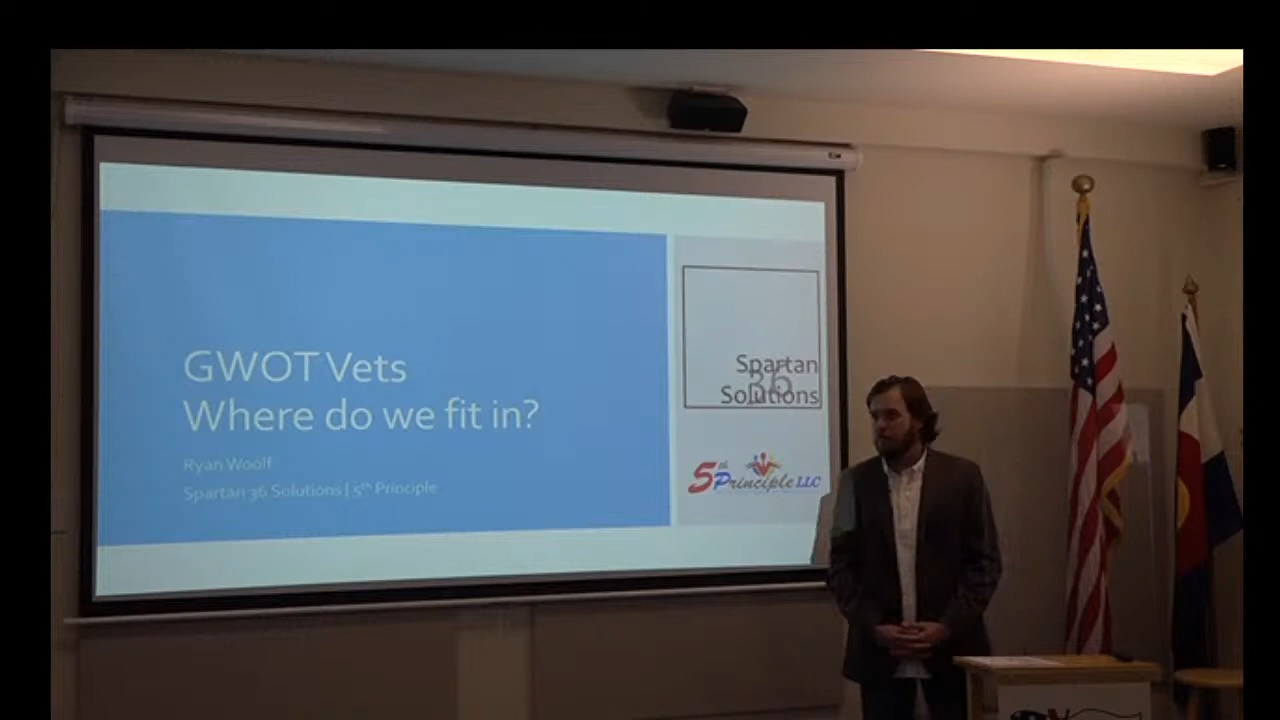 GWOT Vets
Where do we fit in?
Ryan Woolf
Spartan 36 Solutions | 5th Principle
Spartan
36
Solutions
5th Principle LLC